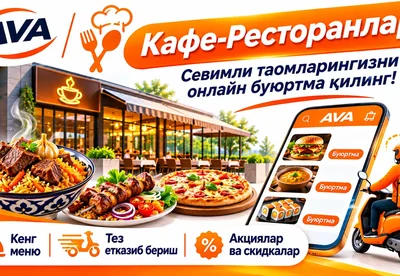 AVA
Кафе-Ресторанлар
Севимли таомларингизни
онлайн буюртма қилинг!
AVA
Буюртма
Буюртма
Буюртма
Кенг
меню
Тез
етказиб бериш
%
Акциялар
ва скидкалар